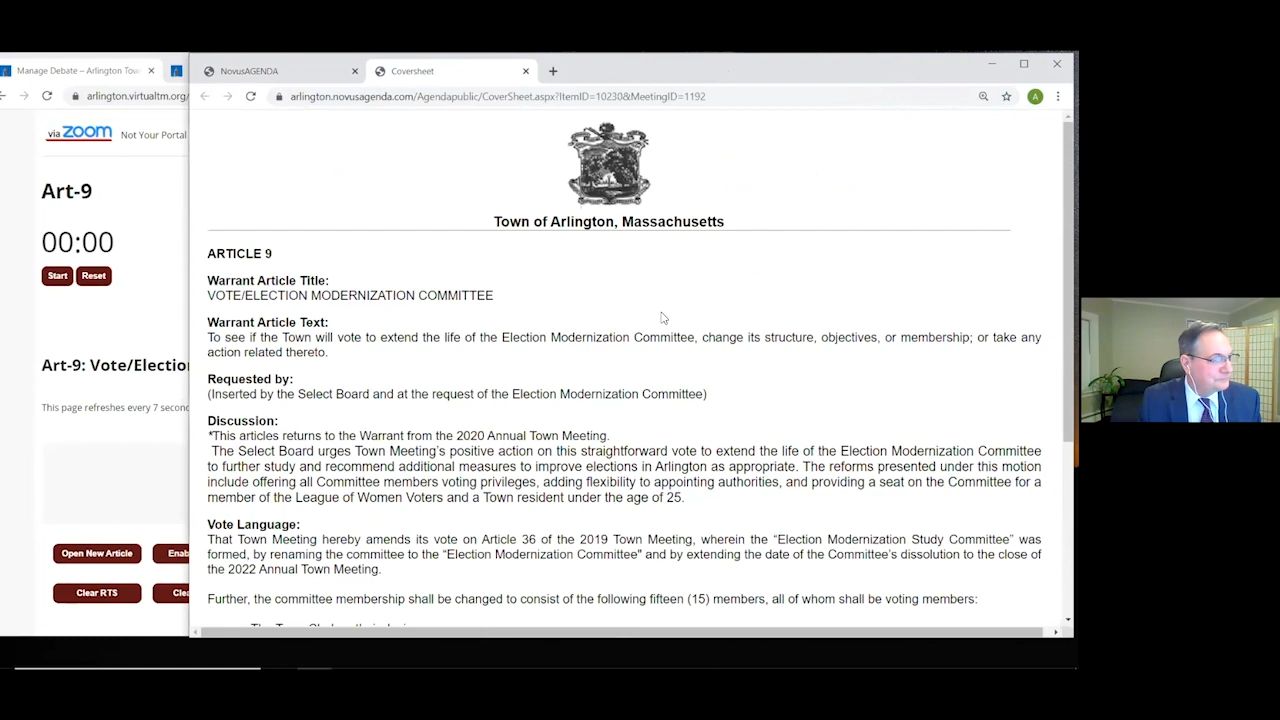 Manage Debate – Arlington Tow
NovusAGENDA
Coversheet
arlington.virtualtm.org/
arlington.novusagenda.com/Agendapublic/CoverSheet.aspx?ItemID=10230&MeetingID=1192
A
via zoom Not Your Portal
Art-9
00:00
Start Reset
Art-9: Vote/Election
This page refreshes every 7 second
Open New Article Enab
Clear RTS Clea
Town of Arlington, Massachusetts
ARTICLE 9
Warrant Article Title:
VOTE/ELECTION MODERNIZATION COMMITTEE
Warrant Article Text:
To see if the Town will vote to extend the life of the Election Modernization Committee, change its structure, objectives, or membership; or take any
action related thereto.
Requested by:
(Inserted by the Select Board and at the request of the Election Modernization Committee)
Discussion:
*This articles returns to the Warrant from the 2020 Annual Town Meeting.
The Select Board urges Town Meeting's positive action on this straightforward vote to extend the life of the Election Modernization Committee
to further study and recommend additional measures to improve elections in Arlington as appropriate. The reforms presented under this motion
include offering all Committee members voting privileges, adding flexibility to appointing authorities, and providing a seat on the Committee for a
member of the League of Women Voters and a Town resident under the age of 25.
Vote Language:
That Town Meeting hereby amends its vote on Article 36 of the 2019 Town Meeting, wherein the “Election Modernization Study Committee” was
formed, by renaming the committee to the “Election Modernization Committee" and by extending the date of the Committee's dissolution to the close of
the 2022 Annual Town Meeting.
Further, the committee membership shall be changed to consist of the following fifteen (15) members, all of whom shall be voting members: